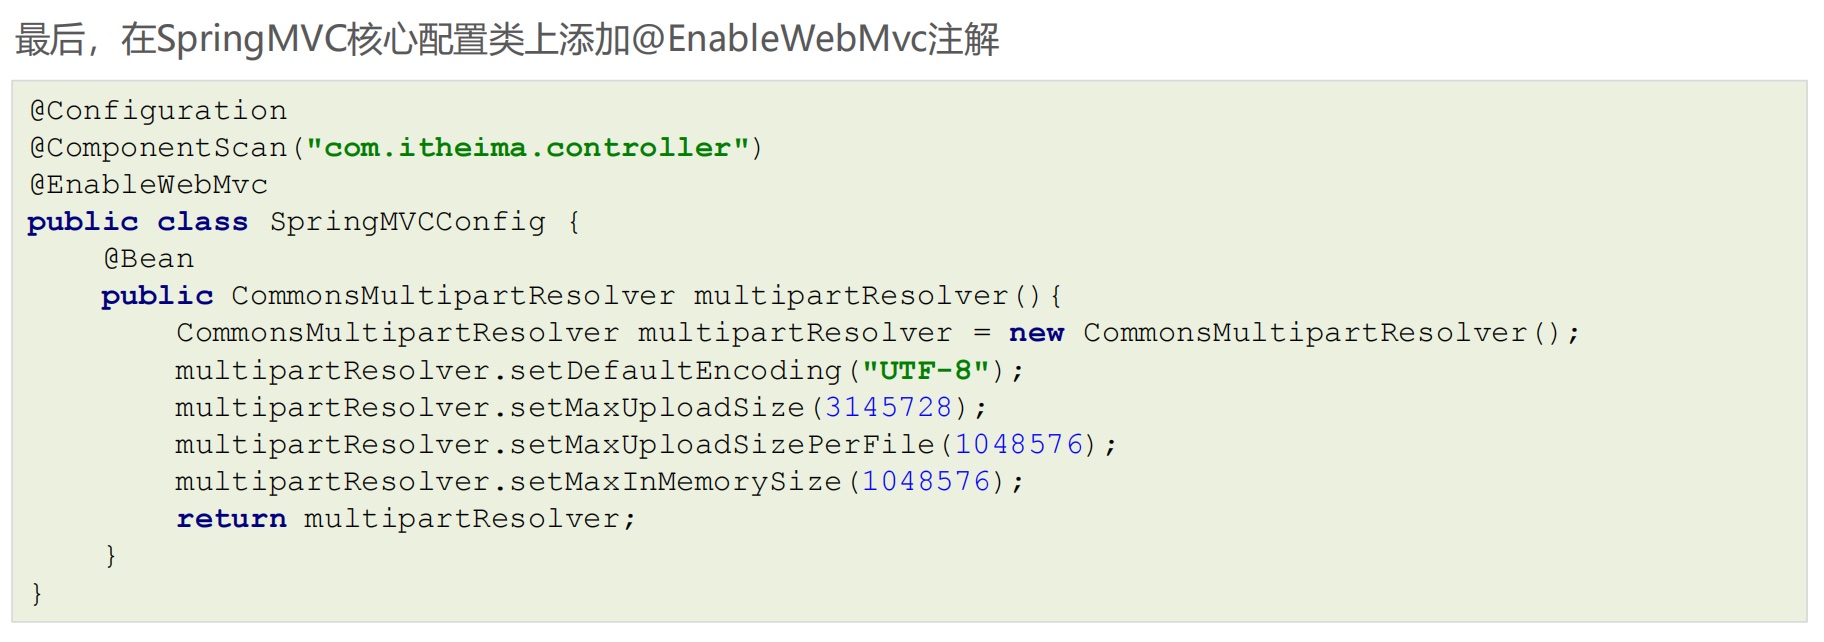 最后，在SpringMVC核心配置类上添加@EnableWebMvc注解
@Configuration
@ComponentScan("com.itheima.controller")
@EnableWebMvc
public class SpringMVCConfig {
    @Bean
    public CommonsMultipartResolver multipartResolver(){
        CommonsMultipartResolver multipartResolver = new CommonsMultipartResolver();
        multipartResolver.setDefaultEncoding("UTF-8");
        multipartResolver.setMaxUploadSize(3145728);
        multipartResolver.setMaxUploadSizePerFile(1048576);
        multipartResolver.setMaxInMemorySize(1048576);
        return multipartResolver;
    }
}